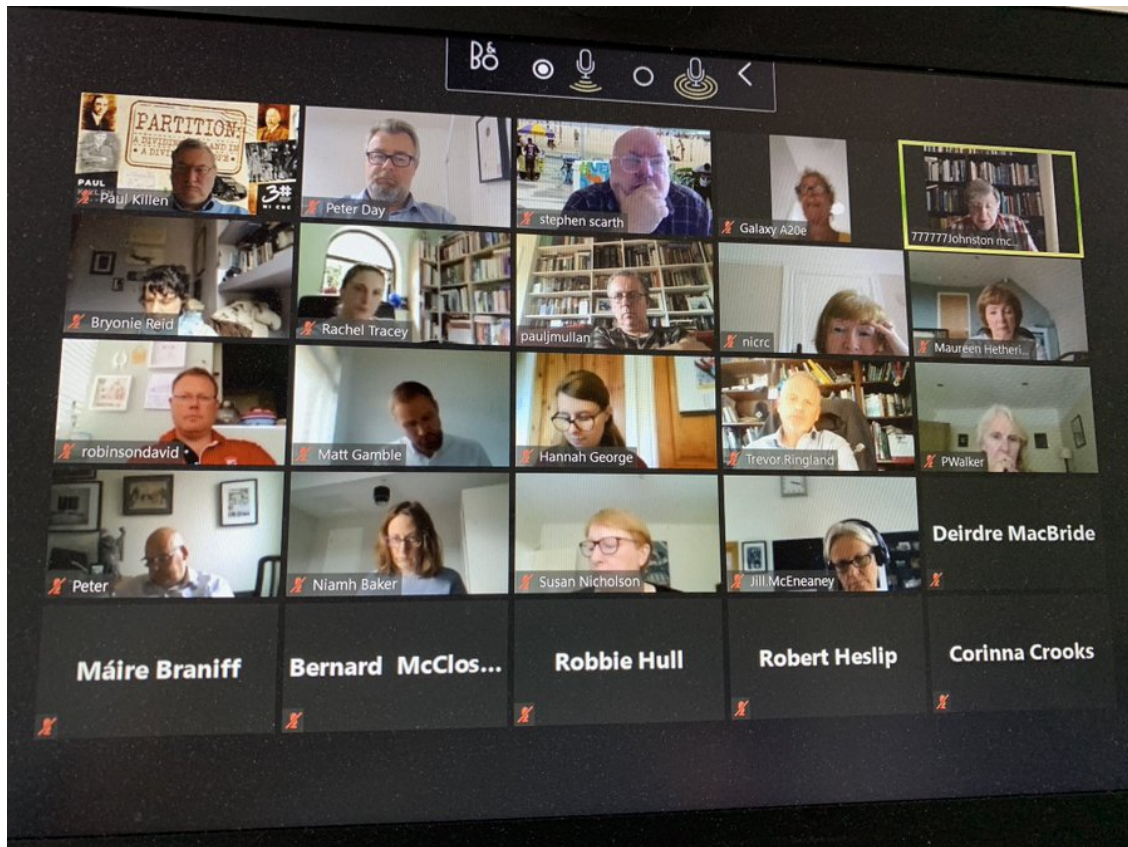 B&O
PARTITION:
PAUL
3#
Paul Killen
Peter Day
stephen scarth
Galaxy A20e
777777Johnston mc...
Bryonie Reid
Rachel Tracey
pauljmullan
nicrc
Maureen Hetheri...
robinsondavid
Matt Gamble
Hannah George
Trevor.Ringland
PWalker
Peter
Niamh Baker
Susan Nicholson
Jill.McEneaney
Deirdre MacBride
Máire Braniff
Bernard McClos...
Robbie Hull
Robert Heslip
Corinna Crooks